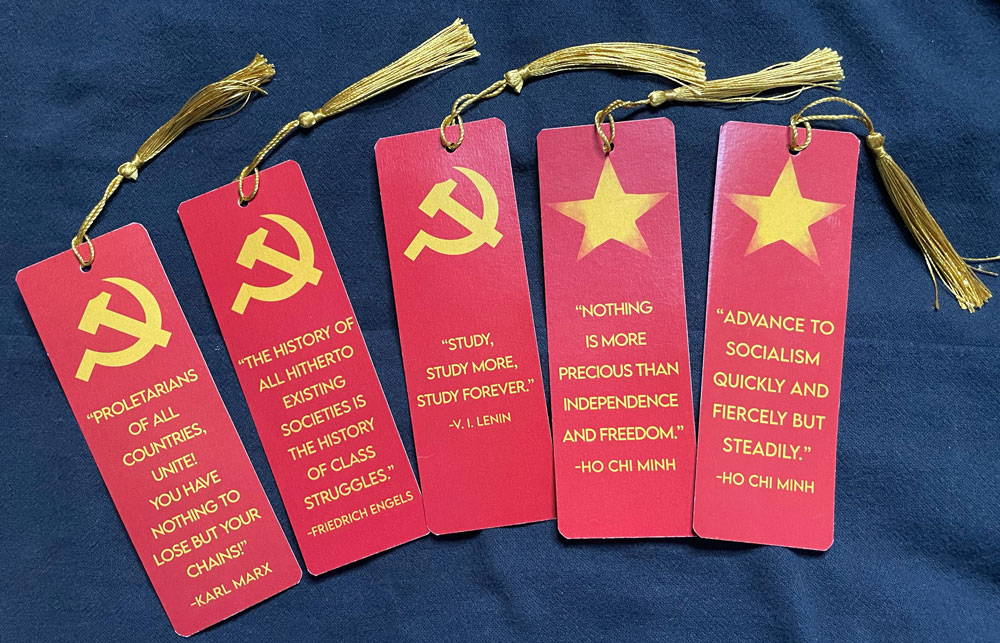 “PROLETARIANS
OF ALL
COUNTRIES,
UNITE!
YOU HAVE
NOTHING TO
LOSE BUT YOUR
CHAINS!”
-KARL MARX
“THE HISTORY OF
ALL HITHERTO
EXISTING
SOCIETIES IS
THE HISTORY
OF CLASS
STRUGGLES.”
-FRIEDRICH ENGELS
“STUDY,
STUDY MORE,
STUDY FOREVER.”
-V. I. LENIN
“NOTHING
IS MORE
PRECIOUS THAN
INDEPENDENCE
AND FREEDOM.”
-HO CHI MINH
“ADVANCE TO
SOCIALISM
QUICKLY AND
FIERCELY BUT
STEADILY.”
-HO CHI MINH